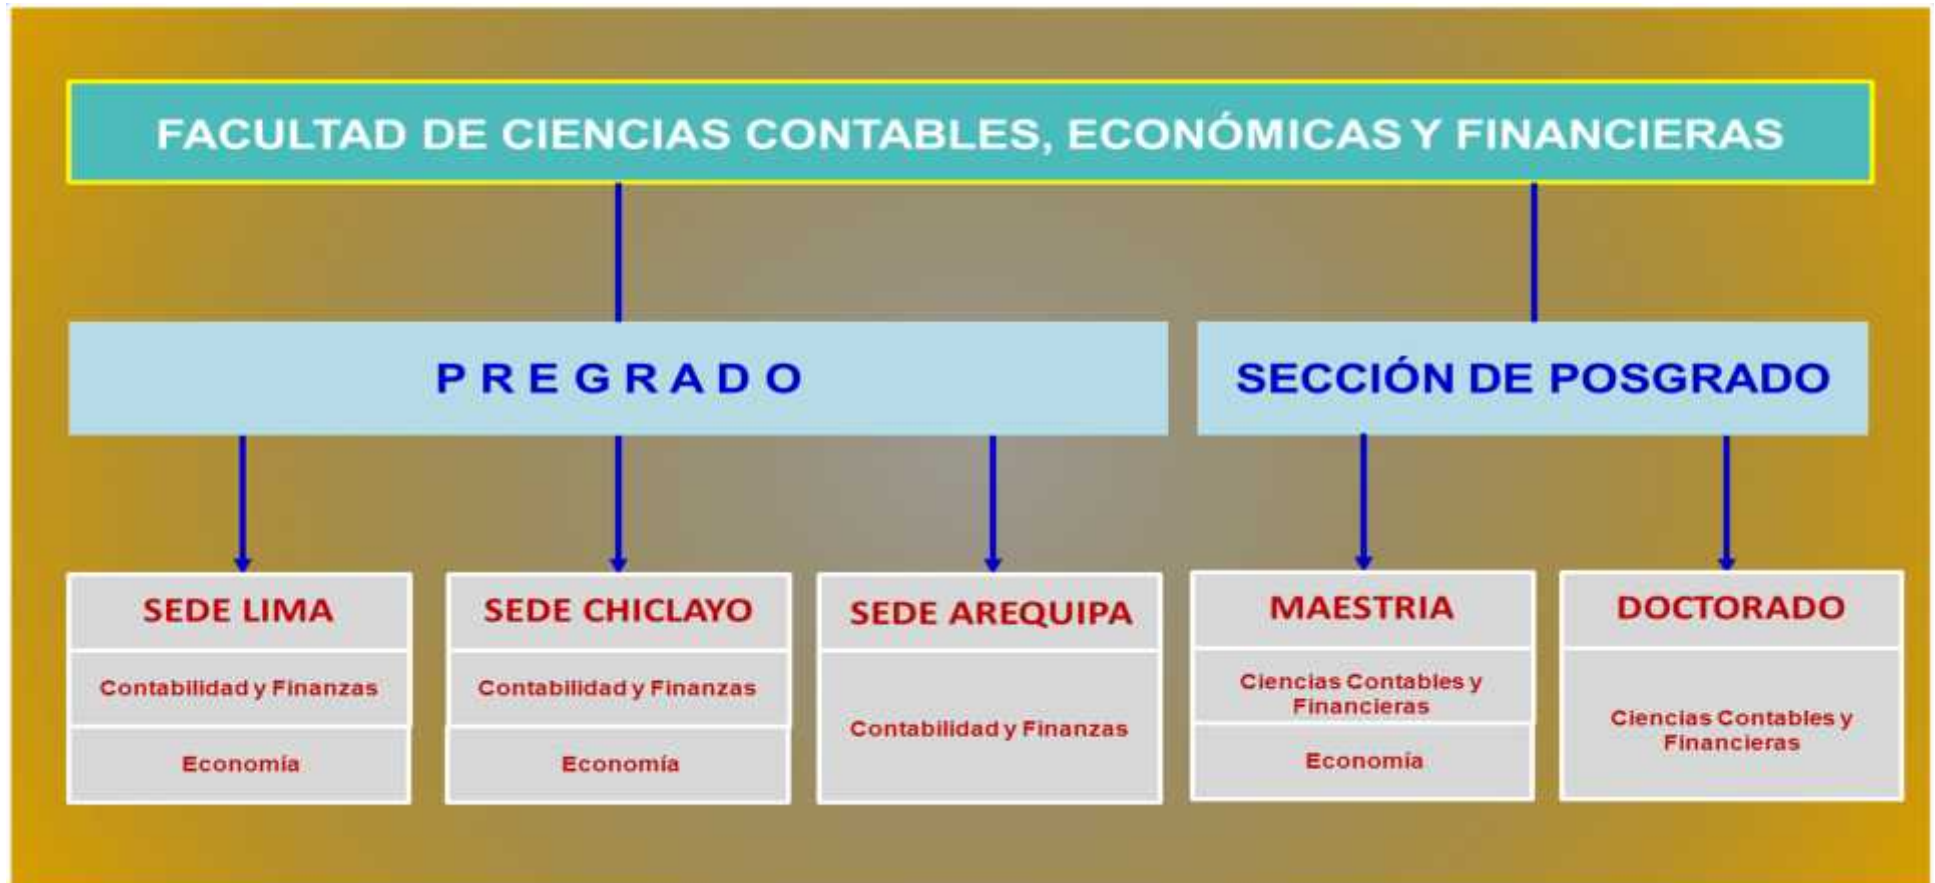 FACULTAD DE CIENCIAS CONTABLES, ECONÓMICAS Y FINANCIERAS
P R E G R A D O
SECCIÓN DE POSGRADO
SEDE LIMA
Contabilidad y Finanzas
Economía
SEDE CHICLAYO
Contabilidad y Finanzas
Economía
SEDE AREQUIPA
Contabilidad y Finanzas
MAESTRIA
Ciencias Contables y
Financieras
Economía
DOCTORADO
Ciencias Contables y
Financieras